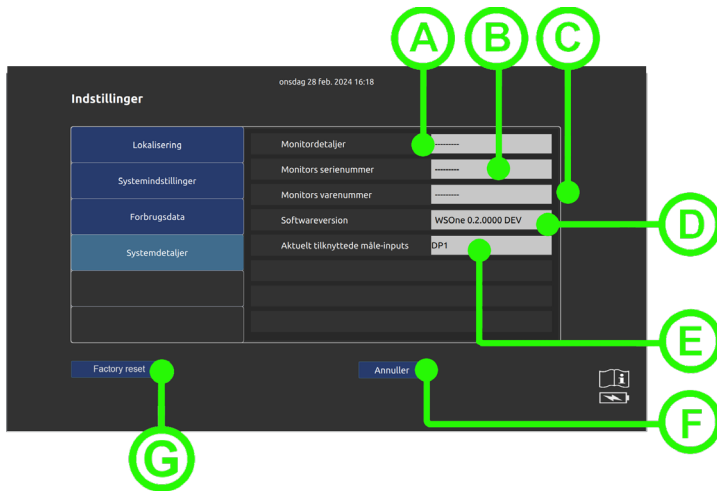 A
B
C
onsdag 28 feb. 2024 16:18
Indstillinger
Lokalisering
Monitordetaljer
---------
Systemindstillinger
Monitors serienummer
---------
Monitors varenummer
---------
Forbrugsdata
Softwareversion
WSOne 0.2.0000 DEV
D
Systemdetaljer
Aktuelt tilknyttede måle-inputs
DP1
E
Factory reset
Annuller
i
F
G